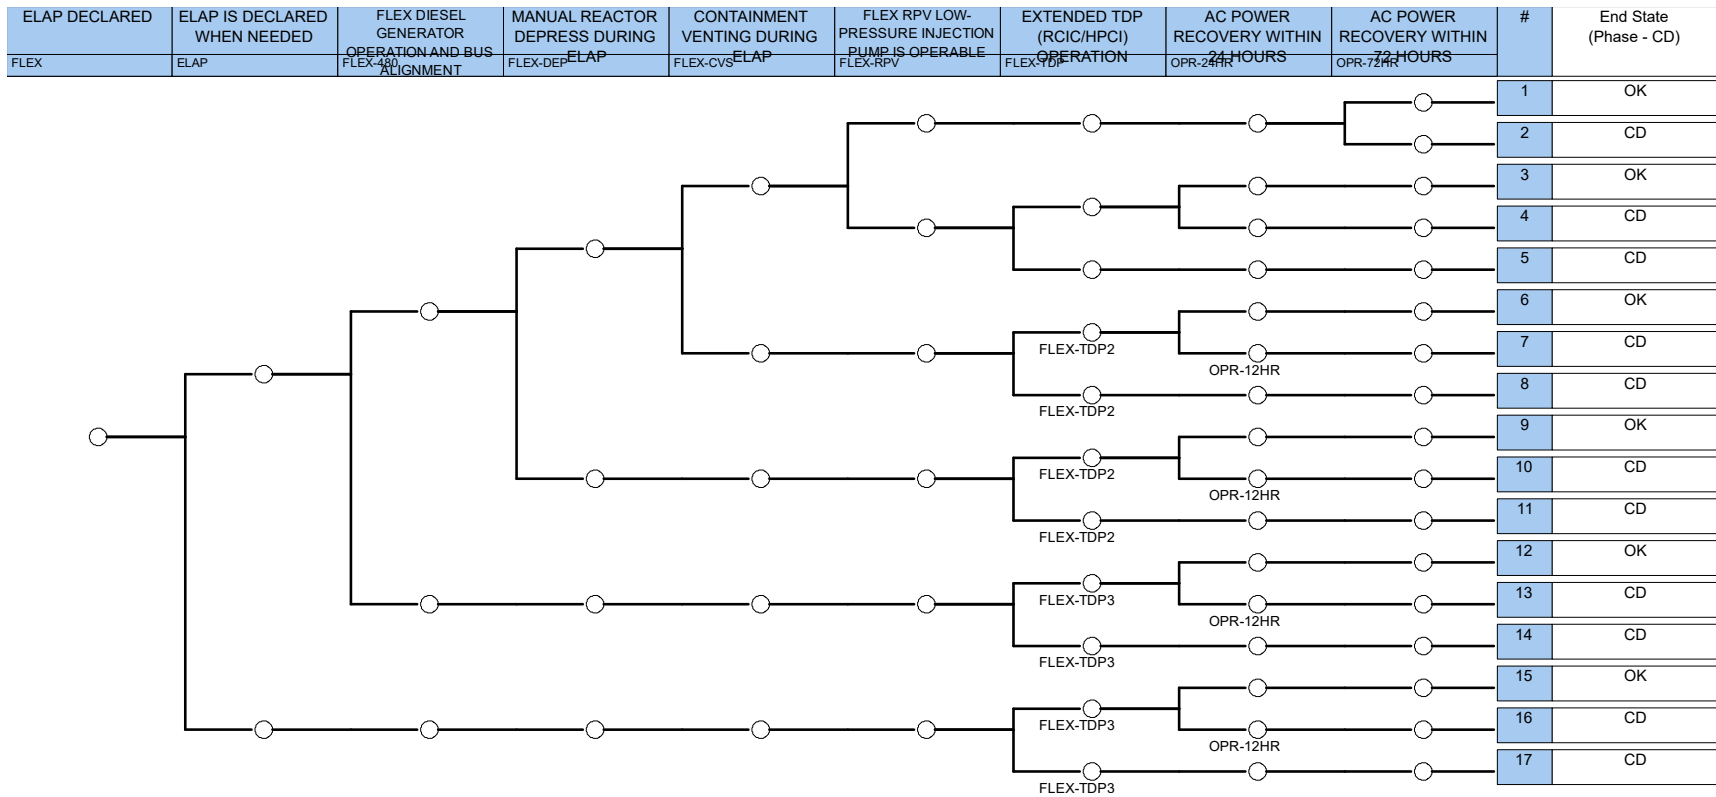 ELAP DECLARED
ELAP IS DECLARED
WHEN NEEDED
FLEX DIESEL
GENERATOR
OPERATION AND BUS
ALIGNMENT
MANUAL REACTOR
DEPRESS DURING
ELAP
CONTAINMENT
VENTING DURING
ELAP
FLEX RPV LOW-
PRESSURE INJECTION
PUMP IS OPERABLE
EXTENDED TDP
(RCIC/HPCI)
OPERATION
AC POWER
RECOVERY WITHIN
24 HOURS
AC POWER
RECOVERY WITHIN
72 HOURS
#
End State
(Phase - CD)
FLEX
ELAP
FLEX-480
FLEX-DEP
FLEX-CVS
FLEX-RPV
FLEX-TDP
OPR-24HR
OPR-72HR
1 OK
2 CD
3 OK
4 CD
5 CD
6 OK
FLEX-TDP2
7 CD
OPR-12HR
8 CD
FLEX-TDP2
9 OK
FLEX-TDP2
10 CD
OPR-12HR
11 CD
FLEX-TDP2
12 OK
FLEX-TDP3
13 CD
OPR-12HR
14 CD
FLEX-TDP3
15 OK
FLEX-TDP3
16 CD
OPR-12HR
17 CD
FLEX-TDP3